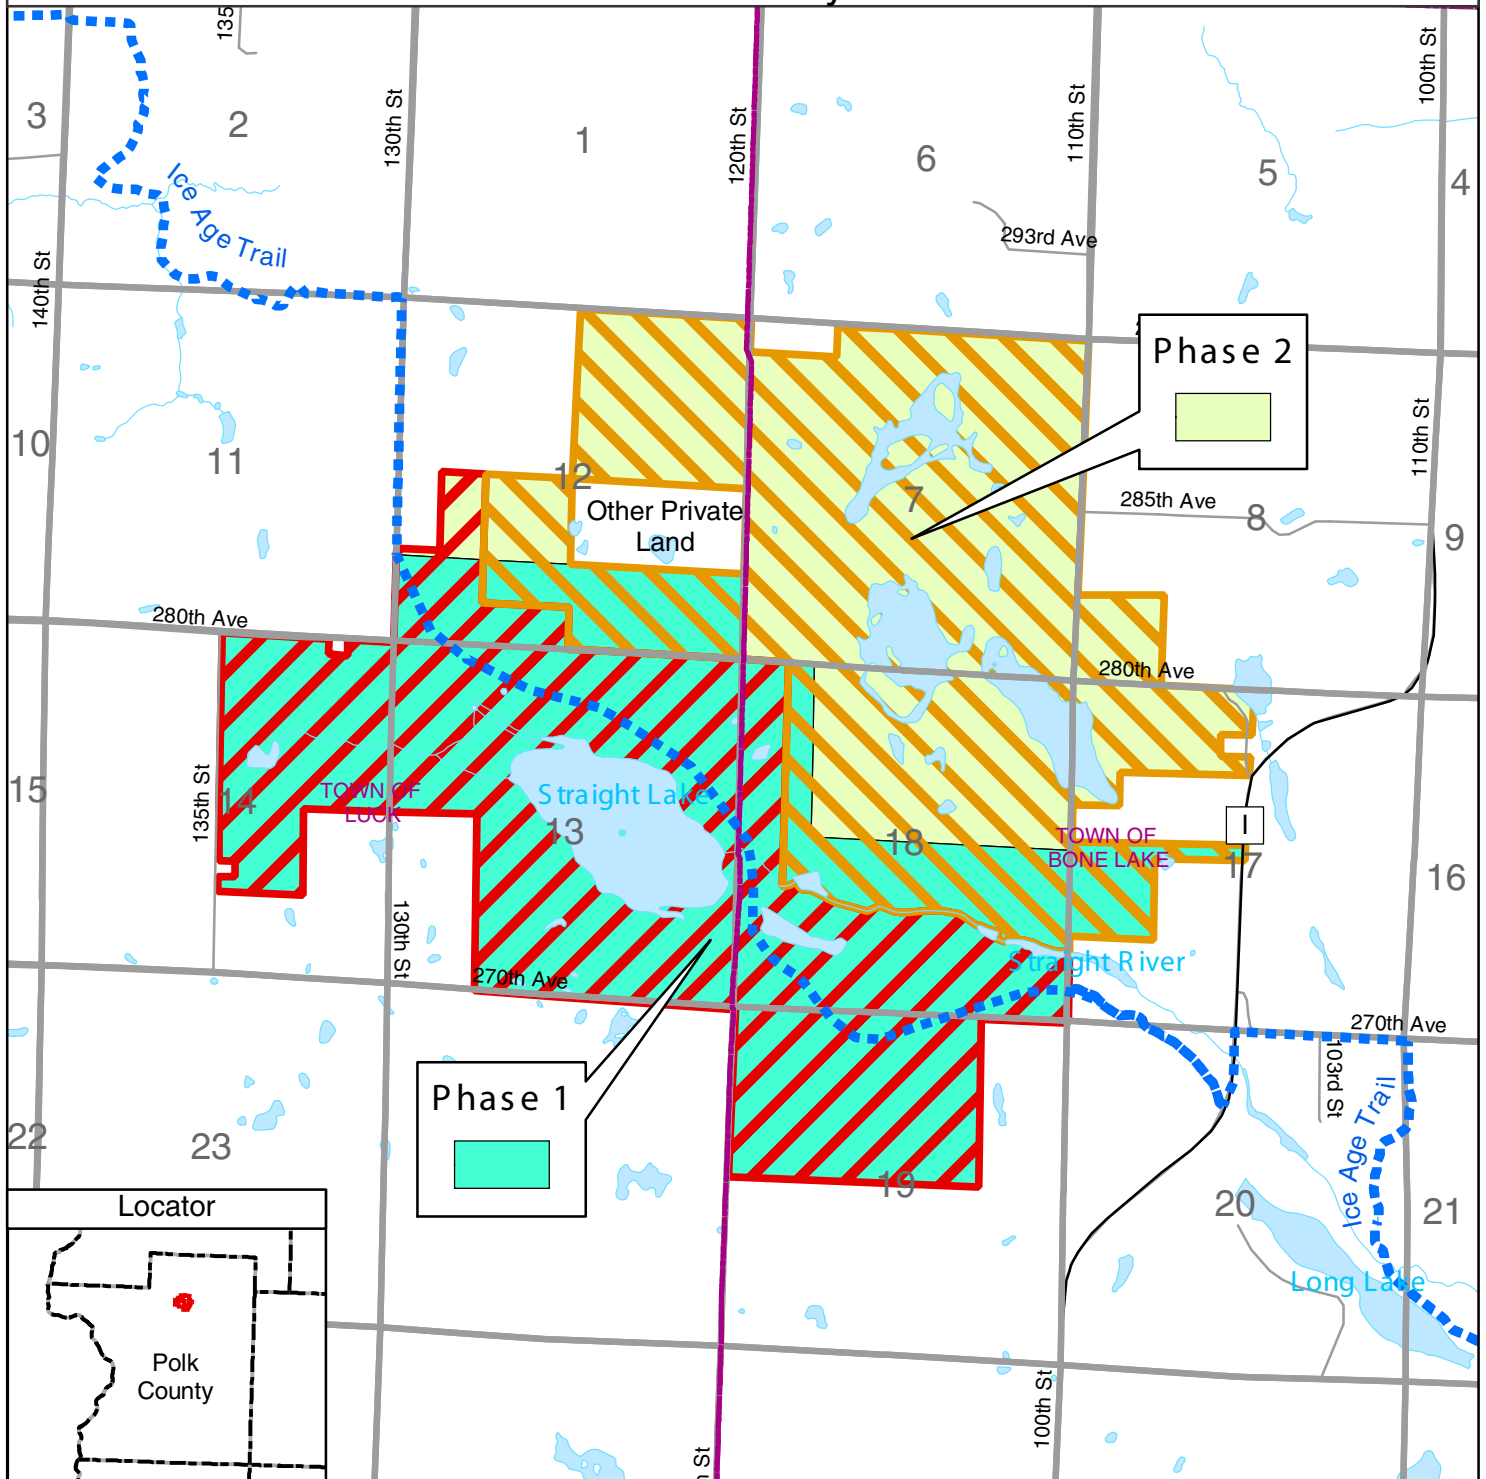 135
3
2
130th St
1
120th St
6
110th St
5
100th St
4
Ice Age Trail
293rd Ave
140th St
Phase 2
10
11
12
Other Private
Land
7
285th Ave
8
110th St
9
280th Ave
280th Ave
15
135th St
14
TOWN OF
LUCK
Straight Lake
13
18
TOWN OF
BONE LAKE
I
17
16
130th St
270th Ave
Straight River
270th Ave
103rd St
Phase 1
Ice Age Trail
22
23
19
20
21
Long Lake
Locator
Polk
County
100th St
St